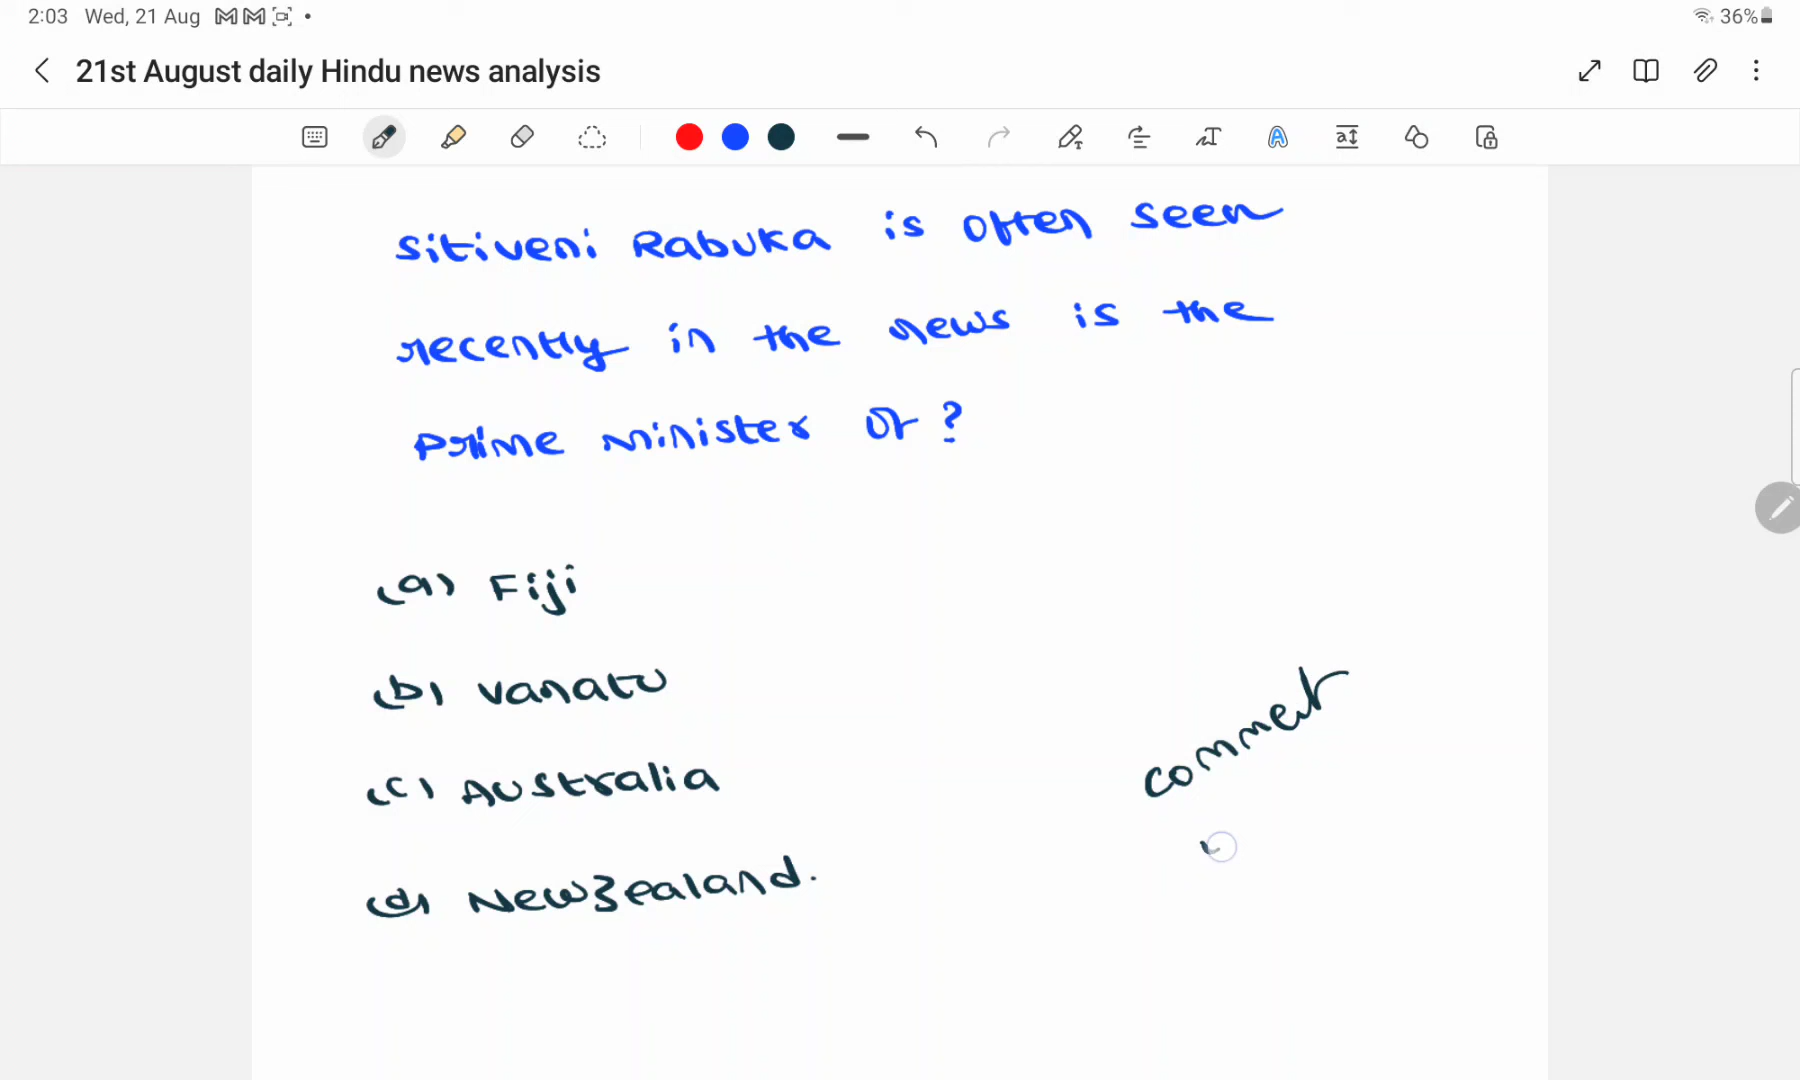 2:03 Wed, 21 Aug
36%
21st August daily Hindu news analysis
Sitiveni Rabuka is often seen
recently in the news is the
prime minister of ?
(a) Fiji
(b) vanatu
(c) Australia
(d) Newzealand.
comment